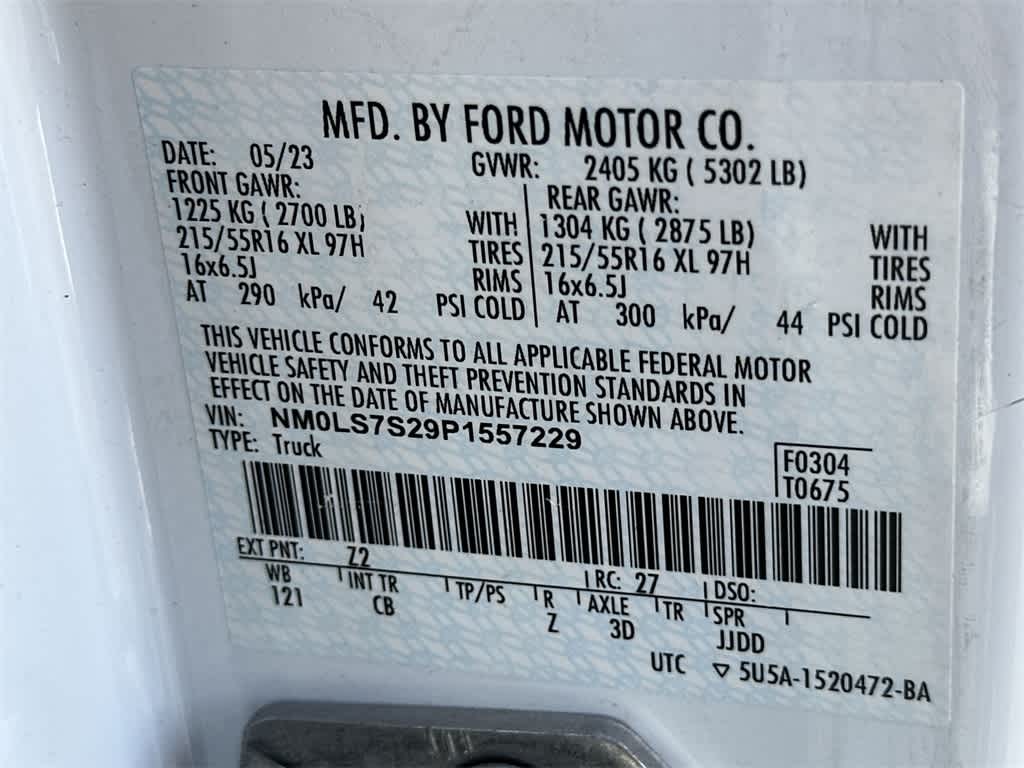 MFD. BY FORD MOTOR CO.
DATE: 05/23 GVWR: 2405 KG ( 5302 LB)
FRONT GAWR: REAR GAWR:
1225 KG ( 2700 LB) WITH 1304 KG ( 2875 LB) WITH
215/55R16 XL 97H TIRES 215/55R16 XL 97H TIRES
16x6.5J RIMS 16x6.5J RIMS
AT 290 kPa/ 42 PSI COLD AT 300 kPa/ 44 PSI COLD
THIS VEHICLE CONFORMS TO ALL APPLICABLE FEDERAL MOTOR
VEHICLE SAFETY AND THEFT PREVENTION STANDARDS IN
EFFECT ON THE DATE OF MANUFACTURE SHOWN ABOVE.
VIN: NM0LS7S29P1557229
TYPE: Truck
F0304
T0675
EXT PNT: Z2 RC: 27 DSO:
WB INT TR TP/PS R AXLE TR SPR
121 CB Z 3D JJDD
UTC ▽ 5U5A-1520472-BA